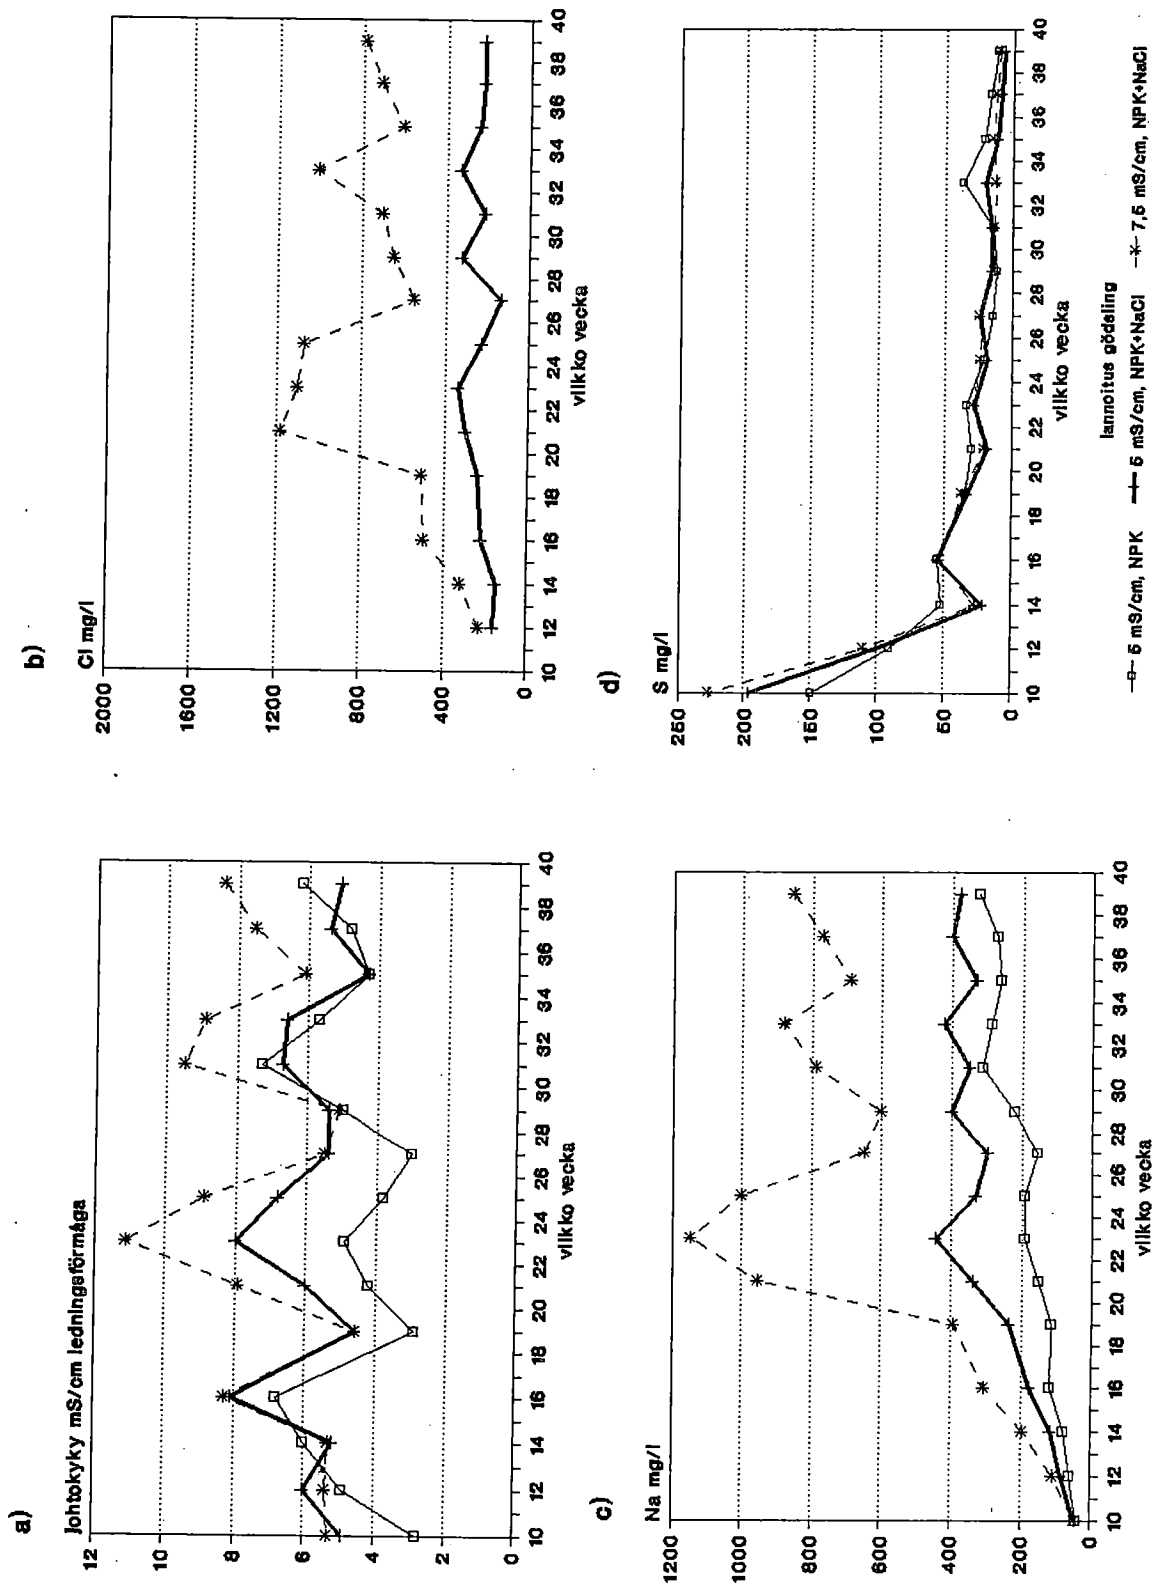 a)
Johtokyky mS/cm ledningsförmåga
12
10
8
6
4
2
0
10 12 14 16 18 20 22 24 26 28 30 32 34 36 38 40
viikko vecka
b)
Cl mg/l
2000
1600
1200
800
400
0
10 12 14 16 18 20 22 24 26 28 30 32 34 36 38 40
viikko vecka
c)
Na mg/l
1200
1000
800
600
400
200
0
10 12 14 16 18 20 22 24 26 28 30 32 34 36 38 40
viikko vecka
d)
S mg/l
250
200
150
100
50
0
10 12 14 16 18 20 22 24 26 28 30 32 34 36 38 40
viikko vecka
lannoitus gödsling
5 mS/cm, NPK 5 mS/cm, NPK+NaCl 7,5 mS/cm, NPK+NaCl